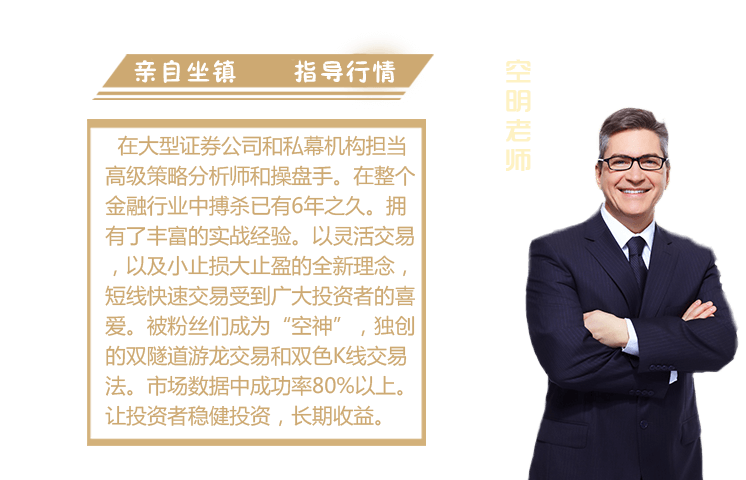 亲自坐镇 指导行情
空明老师
在大型证券公司和私幕机构担当
高级策略分析师和操盘手。在整个
金融行业中搏杀已有6年之久。拥
有了丰富的实战经验。以灵活交易
，以及小止损大止盈的全新理念，
短线快速交易受到广大投资者的喜
爱。被粉丝们成为“空神”，独创
的双隧道游龙交易和双色K线交易
法。市场数据中成功率80%以上。
让投资者稳健投资，长期收益。